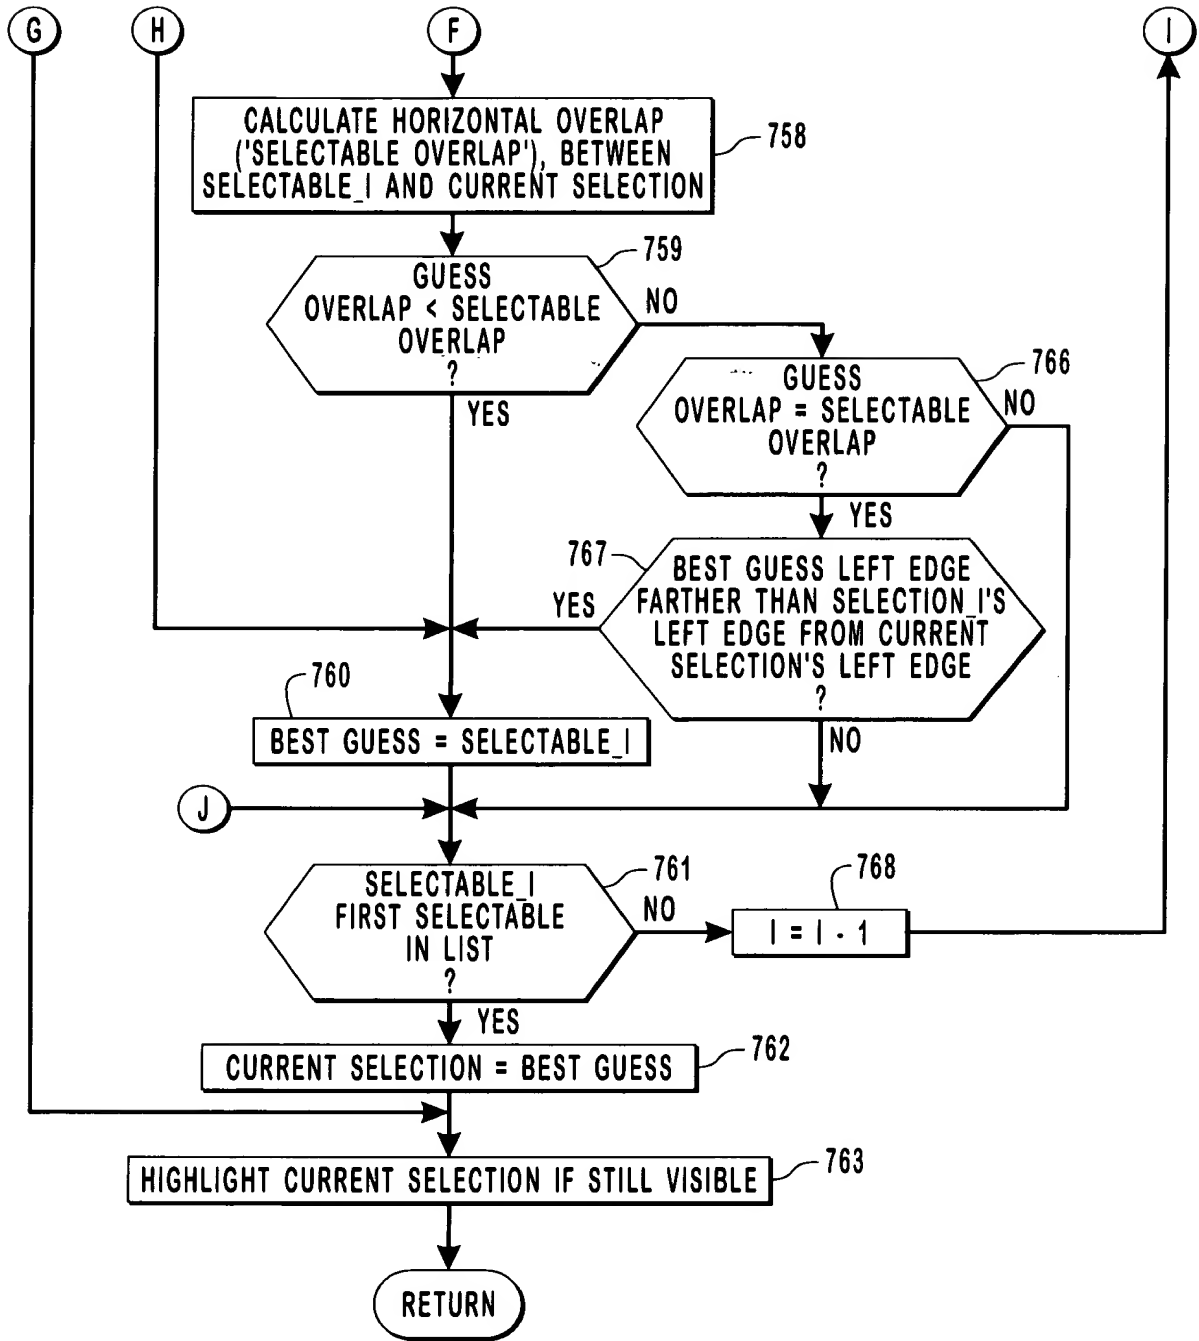 G
H
F
I
CALCULATE HORIZONTAL OVERLAP
('SELECTABLE OVERLAP'), BETWEEN
SELECTABLE_I AND CURRENT SELECTION
758
GUESS
OVERLAP < SELECTABLE
OVERLAP
?
759
NO
YES
GUESS
OVERLAP = SELECTABLE
OVERLAP
?
766
NO
YES
767
BEST GUESS LEFT EDGE
FARTHER THAN SELECTION_I'S
LEFT EDGE FROM CURRENT
SELECTION'S LEFT EDGE
?
YES
NO
760
BEST GUESS = SELECTABLE_I
J
SELECTABLE_I
FIRST SELECTABLE
IN LIST
?
761
NO
768
I = I - 1
YES
CURRENT SELECTION = BEST GUESS
762
HIGHLIGHT CURRENT SELECTION IF STILL VISIBLE
763
RETURN